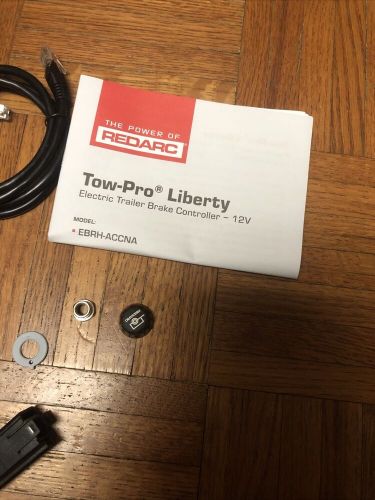 THE POWER OF
REDARC
Tow-Pro® Liberty
Electric Trailer Brake Controller – 12V
MODEL:
• EBRH-ACCNA